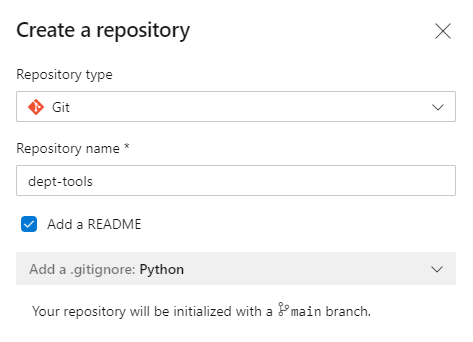 Create a repository
Repository type
Git
Repository name *
dept-tools
Add a README
Add a .gitignore: Python
Your repository will be initialized with a main branch.